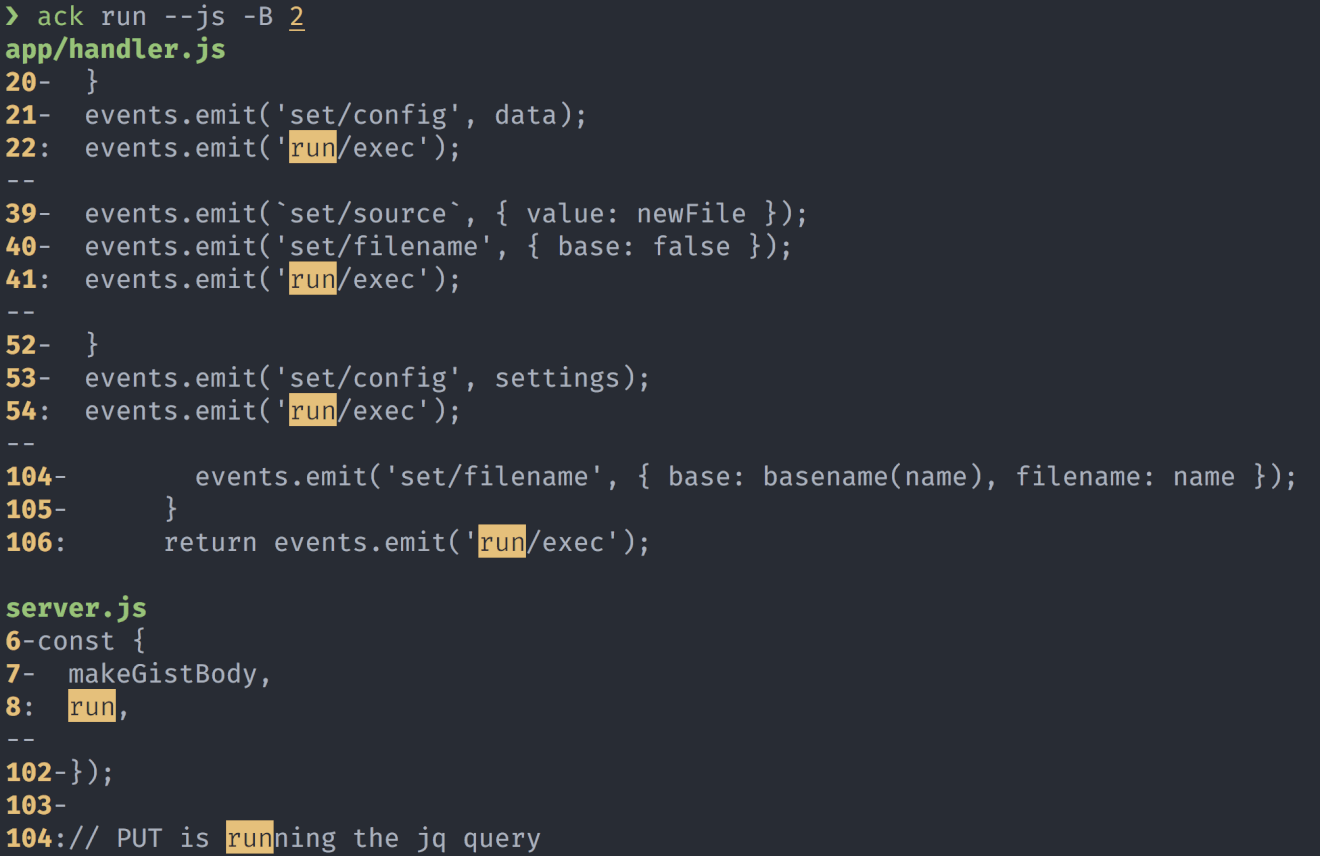 ❯ ack run --js -B 2
app/handler.js
20-  }
21-  events.emit('set/config', data);
22:  events.emit('run/exec');
--
39-  events.emit(`set/source`, { value: newFile });
40-  events.emit('set/filename', { base: false });
41:  events.emit('run/exec');
--
52-  }
53-  events.emit('set/config', settings);
54:  events.emit('run/exec');
--
104-        events.emit('set/filename', { base: basename(name), filename: name });
105-      }
106:      return events.emit('run/exec');

server.js
6-const {
7-  makeGistBody,
8:  run,
--
102-});
103-
104:// PUT is running the jq query